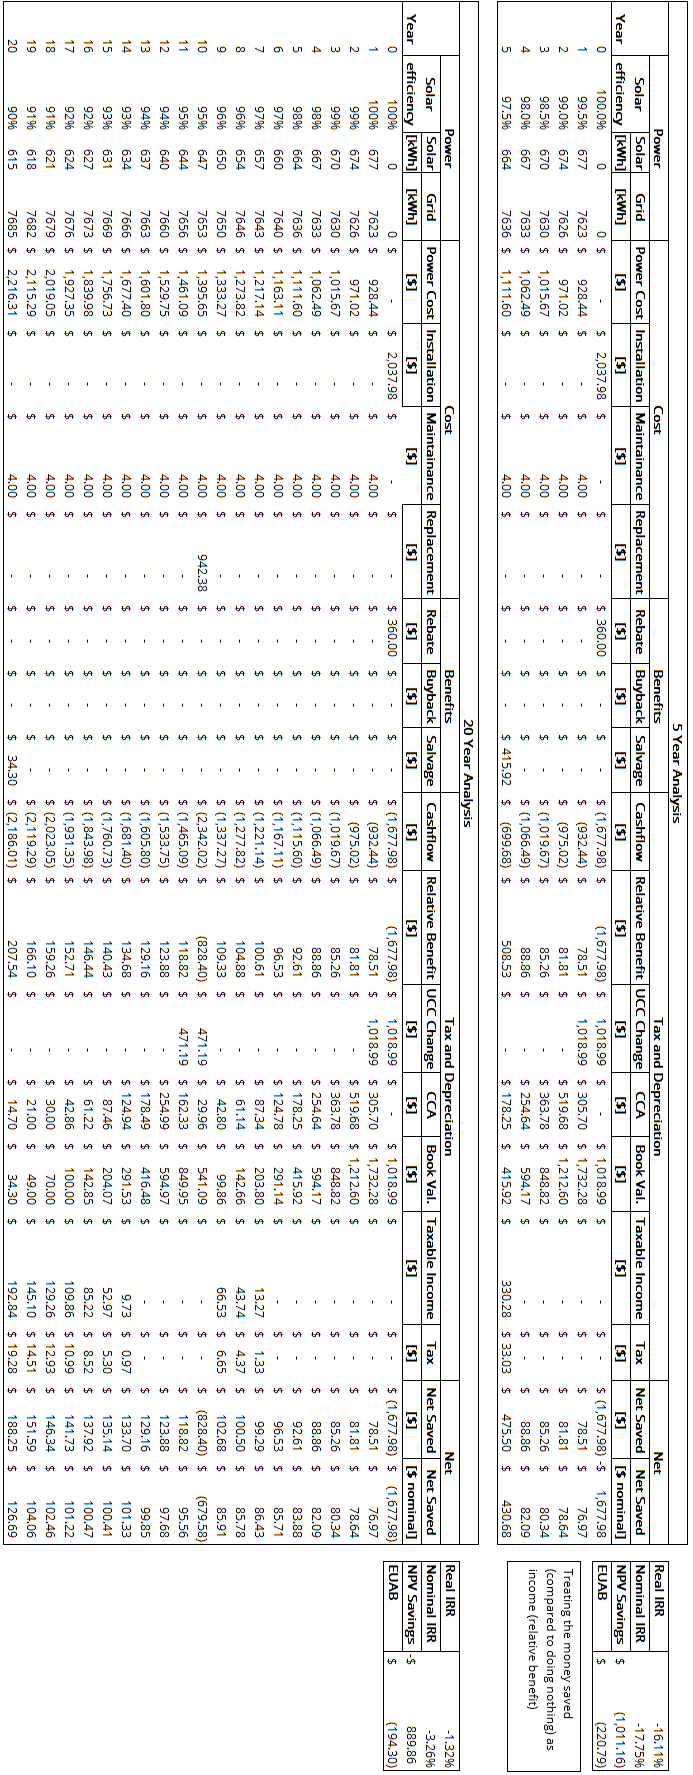 5 Year Analysis
Power Cost Benefits Tax and Depreciation Net
Year Solar efficiency Solar [kWh] Grid [kWh] Power Cost [$] Installation [$] Maintainance [$] Replacement [$] Rebate [$] Buyback [$] Salvage [$] Cashflow [$] Relative Benefit [$] UCC Change [$] CCA [$] Book Val. [$] Taxable Income [$] Tax [$] Net Saved [$] Net Saved [$ nominal]
0 100.0% 0 0 $ - $ 2,037.98 $ - $ - $ 360.00 $ - $ - $ (1,677.98) $ (1,677.98) $ 1,018.99 $ - $ 1,018.99 $ - $ - $ (1,677.98) -$ 1,677.98
1 99.5% 677 7623 $ 928.44 $ - $ 4.00 $ - $ - $ - $ - $ (932.44) $ 78.51 $ 1,018.99 $ 305.70 $ 1,732.28 $ - $ - $ 78.51 $ 76.97
2 99.0% 674 7626 $ 971.02 $ - $ 4.00 $ - $ - $ - $ - $ (975.02) $ 81.81 $ - $ 519.68 $ 1,212.60 $ - $ - $ 81.81 $ 78.64
3 98.5% 670 7630 $ 1,015.67 $ - $ 4.00 $ - $ - $ - $ - $ (1,019.67) $ 85.26 $ - $ 363.78 $ 848.82 $ - $ - $ 85.26 $ 80.34
4 98.0% 667 7633 $ 1,062.49 $ - $ 4.00 $ - $ - $ - $ - $ (1,066.49) $ 88.86 $ - $ 254.64 $ 594.17 $ - $ - $ 88.86 $ 82.09
5 97.5% 664 7636 $ 1,111.60 $ - $ 4.00 $ - $ - $ - $ 415.92 $ (699.68) $ 508.53 $ - $ 178.25 $ 415.92 $ 330.28 $ 33.03 $ 475.50 $ 430.68
Real IRR -16.11%
Nominal IRR -17.75%
NPV Savings $ (1,011.16)
EUAB $ (220.79)
Treating the money saved
(compared to doing nothing) as
income (relative benefit)
20 Year Analysis
Power Cost Benefits Tax and Depreciation Net
Year Solar efficiency Solar [kWh] Grid [kWh] Power Cost [$] Installation [$] Maintainance [$] Replacement [$] Rebate [$] Buyback [$] Salvage [$] Cashflow [$] Relative Benefit [$] UCC Change [$] CCA [$] Book Val. [$] Taxable Income [$] Tax [$] Net Saved [$] Net Saved [$ nominal]
0 100% 0 0 $ - $ 2,037.98 $ - $ - $ 360.00 $ - $ - $ (1,677.98) $ (1,677.98) $ 1,018.99 $ - $ 1,018.99 $ - $ - $ (1,677.98) $ (1,677.98)
1 100% 677 7623 $ 928.44 $ - $ 4.00 $ - $ - $ - $ - $ (932.44) $ 78.51 $ 1,018.99 $ 305.70 $ 1,732.28 $ - $ - $ 78.51 $ 76.97
2 99% 674 7626 $ 971.02 $ - $ 4.00 $ - $ - $ - $ - $ (975.02) $ 81.81 $ - $ 519.68 $ 1,212.60 $ - $ - $ 81.81 $ 78.64
3 99% 670 7630 $ 1,015.67 $ - $ 4.00 $ - $ - $ - $ - $ (1,019.67) $ 85.26 $ - $ 363.78 $ 848.82 $ - $ - $ 85.26 $ 80.34
4 98% 667 7633 $ 1,062.49 $ - $ 4.00 $ - $ - $ - $ - $ (1,066.49) $ 88.86 $ - $ 254.64 $ 594.17 $ - $ - $ 88.86 $ 82.09
5 98% 664 7636 $ 1,111.60 $ - $ 4.00 $ - $ - $ - $ - $ (1,115.60) $ 92.61 $ - $ 178.25 $ 415.92 $ - $ - $ 92.61 $ 83.88
6 97% 660 7640 $ 1,163.11 $ - $ 4.00 $ - $ - $ - $ - $ (1,167.11) $ 96.53 $ - $ 124.78 $ 291.14 $ - $ - $ 96.53 $ 85.71
7 97% 657 7643 $ 1,217.14 $ - $ 4.00 $ - $ - $ - $ - $ (1,221.14) $ 100.61 $ - $ 87.34 $ 203.80 $ 13.27 $ 1.33 $ 99.29 $ 86.43
8 96% 654 7646 $ 1,273.82 $ - $ 4.00 $ - $ - $ - $ - $ (1,277.82) $ 104.88 $ - $ 61.14 $ 142.66 $ 43.74 $ 4.37 $ 100.50 $ 85.78
9 96% 650 7650 $ 1,333.27 $ - $ 4.00 $ - $ - $ - $ - $ (1,337.27) $ 109.33 $ - $ 42.80 $ 99.86 $ 66.53 $ 6.65 $ 102.68 $ 85.91
10 95% 647 7653 $ 1,395.65 $ - $ 4.00 $ 942.38 $ - $ - $ - $ (2,342.02) $ (828.40) $ 471.19 $ 29.96 $ 541.09 $ - $ - $ (828.40) $ (679.58)
11 95% 644 7656 $ 1,461.09 $ - $ 4.00 $ - $ - $ - $ - $ (1,465.09) $ 118.82 $ 471.19 $ 162.33 $ 849.95 $ - $ - $ 118.82 $ 95.56
12 94% 640 7660 $ 1,529.75 $ - $ 4.00 $ - $ - $ - $ - $ (1,533.75) $ 123.88 $ - $ 254.99 $ 594.97 $ - $ - $ 123.88 $ 97.68
13 94% 637 7663 $ 1,601.80 $ - $ 4.00 $ - $ - $ - $ - $ (1,605.80) $ 129.16 $ - $ 178.49 $ 416.48 $ - $ - $ 129.16 $ 99.85
14 93% 634 7666 $ 1,677.40 $ - $ 4.00 $ - $ - $ - $ - $ (1,681.40) $ 134.68 $ - $ 124.94 $ 291.53 $ 9.73 $ 0.97 $ 133.70 $ 101.33
15 93% 631 7669 $ 1,756.73 $ - $ 4.00 $ - $ - $ - $ - $ (1,760.73) $ 140.43 $ - $ 87.46 $ 204.07 $ 52.97 $ 5.30 $ 135.14 $ 100.41
16 92% 627 7673 $ 1,839.98 $ - $ 4.00 $ - $ - $ - $ - $ (1,843.98) $ 146.44 $ - $ 61.22 $ 142.85 $ 85.22 $ 8.52 $ 137.92 $ 100.47
17 92% 624 7676 $ 1,927.35 $ - $ 4.00 $ - $ - $ - $ - $ (1,931.35) $ 152.71 $ - $ 42.86 $ 100.00 $ 109.86 $ 10.99 $ 141.73 $ 101.22
18 91% 621 7679 $ 2,019.05 $ - $ 4.00 $ - $ - $ - $ - $ (2,023.05) $ 159.26 $ - $ 30.00 $ 70.00 $ 129.26 $ 12.93 $ 146.34 $ 102.46
19 91% 618 7682 $ 2,115.29 $ - $ 4.00 $ - $ - $ - $ - $ (2,119.29) $ 166.10 $ - $ 21.00 $ 49.00 $ 145.10 $ 14.51 $ 151.59 $ 104.06
20 90% 615 7685 $ 2,216.31 $ - $ 4.00 $ - $ - $ - $ 34.30 $ (2,186.01) $ 207.54 $ - $ 14.70 $ 34.30 $ 192.84 $ 19.28 $ 188.25 $ 126.69
Real IRR -1.32%
Nominal IRR -3.26%
NPV Savings -$ 889.86
EUAB $ (194.30)